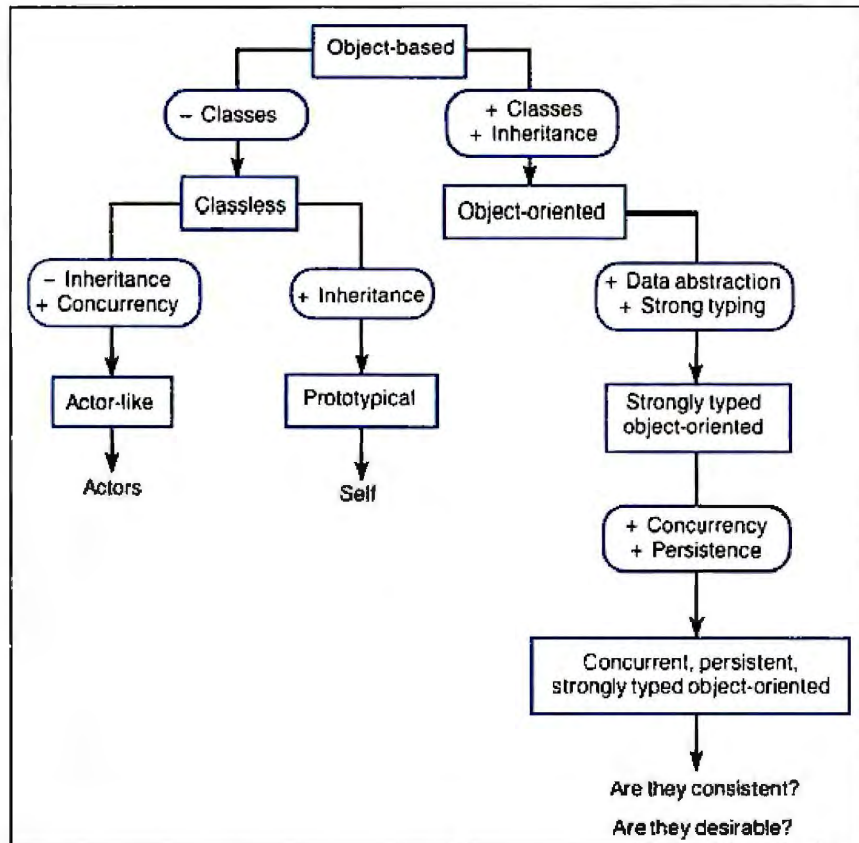 Object-based
− Classes
+ Classes
+ Inheritance
Classless
Object-oriented
− Inheritance
+ Concurrency
+ Inheritance
+ Data abstraction
+ Strong typing
Actor-like
Prototypical
Strongly typed
object-oriented
Actors
Self
+ Concurrency
+ Persistence
Concurrent, persistent,
strongly typed object-oriented
Are they consistent?
Are they desirable?